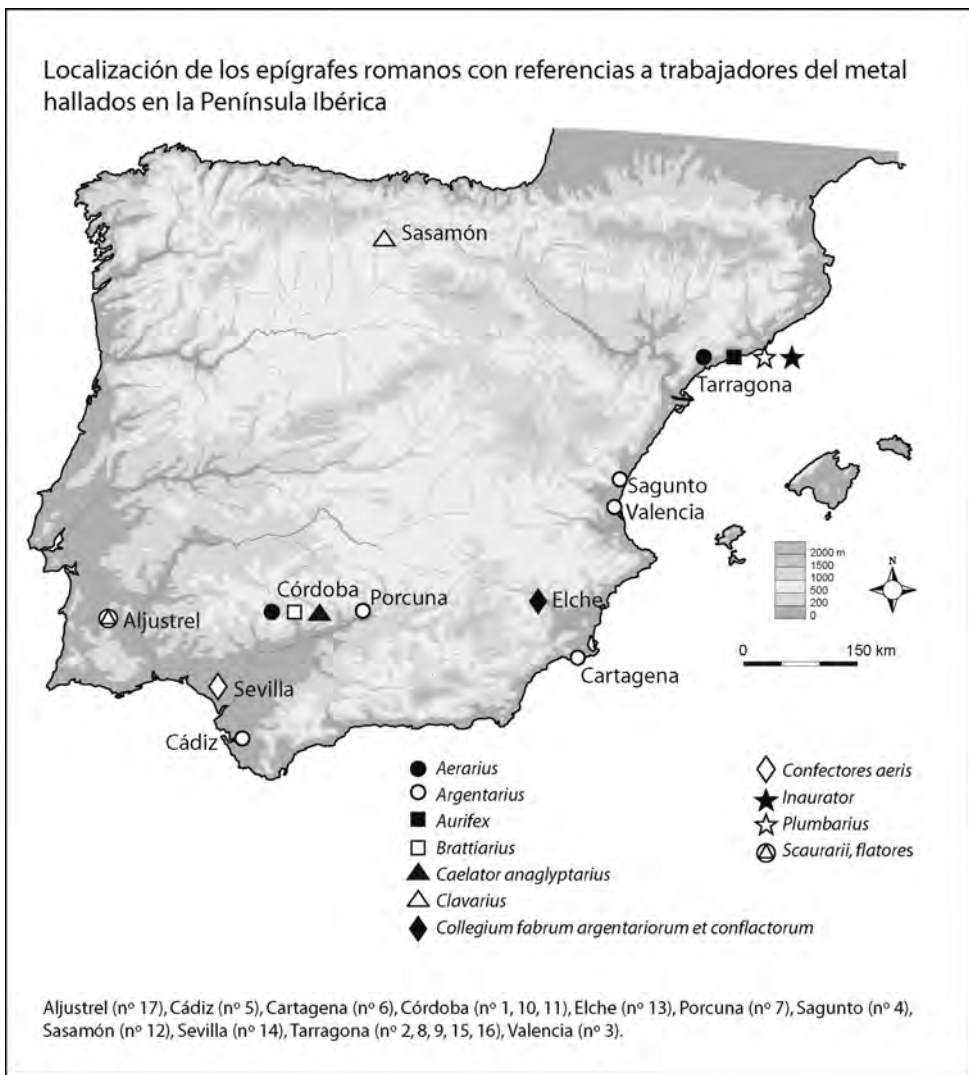 Localización de los epígrafes romanos con referencias a trabajadores del metal
hallados en la Península Ibérica
Sasamón
Tarragona
Sagunto
Valencia
Córdoba
Porcuna
Elche
Aljustrel
Cartagena
Sevilla
Cádiz
2000 m
1500
1000
500
200
0
N
0 150 km
Aerarius
Argentarius
Aurifex
Brattiarius
Caelator anaglyptarius
Clavarius
Collegium fabrum argentariorum et conflactorum
Confectores aeris
Inaurator
Plumbarius
Scaurarii, flatores
Aljustrel (nº 17), Cádiz (nº 5), Cartagena (nº 6), Córdoba (nº 1, 10, 11), Elche (nº 13), Porcuna (nº 7), Sagunto (nº 4),
Sasamón (nº 12), Sevilla (nº 14), Tarragona (nº 2, 8, 9, 15, 16), Valencia (nº 3).